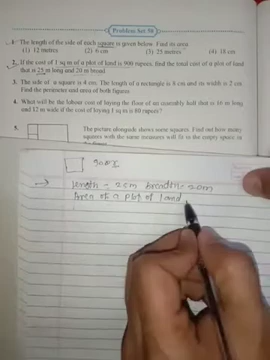 Problem Set 50
1. The length of the side of each square is given below. Find its area.
(1) 12 metres (2) 6 cm (3) 25 metres (4) 18 cm
2. If the cost of 1 sq m of a plot of land is 900 rupees, find the total cost of a plot of land
that is 25 m long and 20 m broad.
3. The side of a square is 4 cm. The length of a rectangle is 8 cm and its width is 2 cm.
Find the perimeter and area of both figures.
4. What will be the labour cost of laying the floor of an assembly hall that is 16 m long
and 12 m wide if the cost of laying 1 sq m is 80 rupees?
5. The picture alongside shows some squares. Find out how many
squares with the same measures will fit in the empty space in
the figure.
length = 25m breadth = 20m
Area of a plot of land